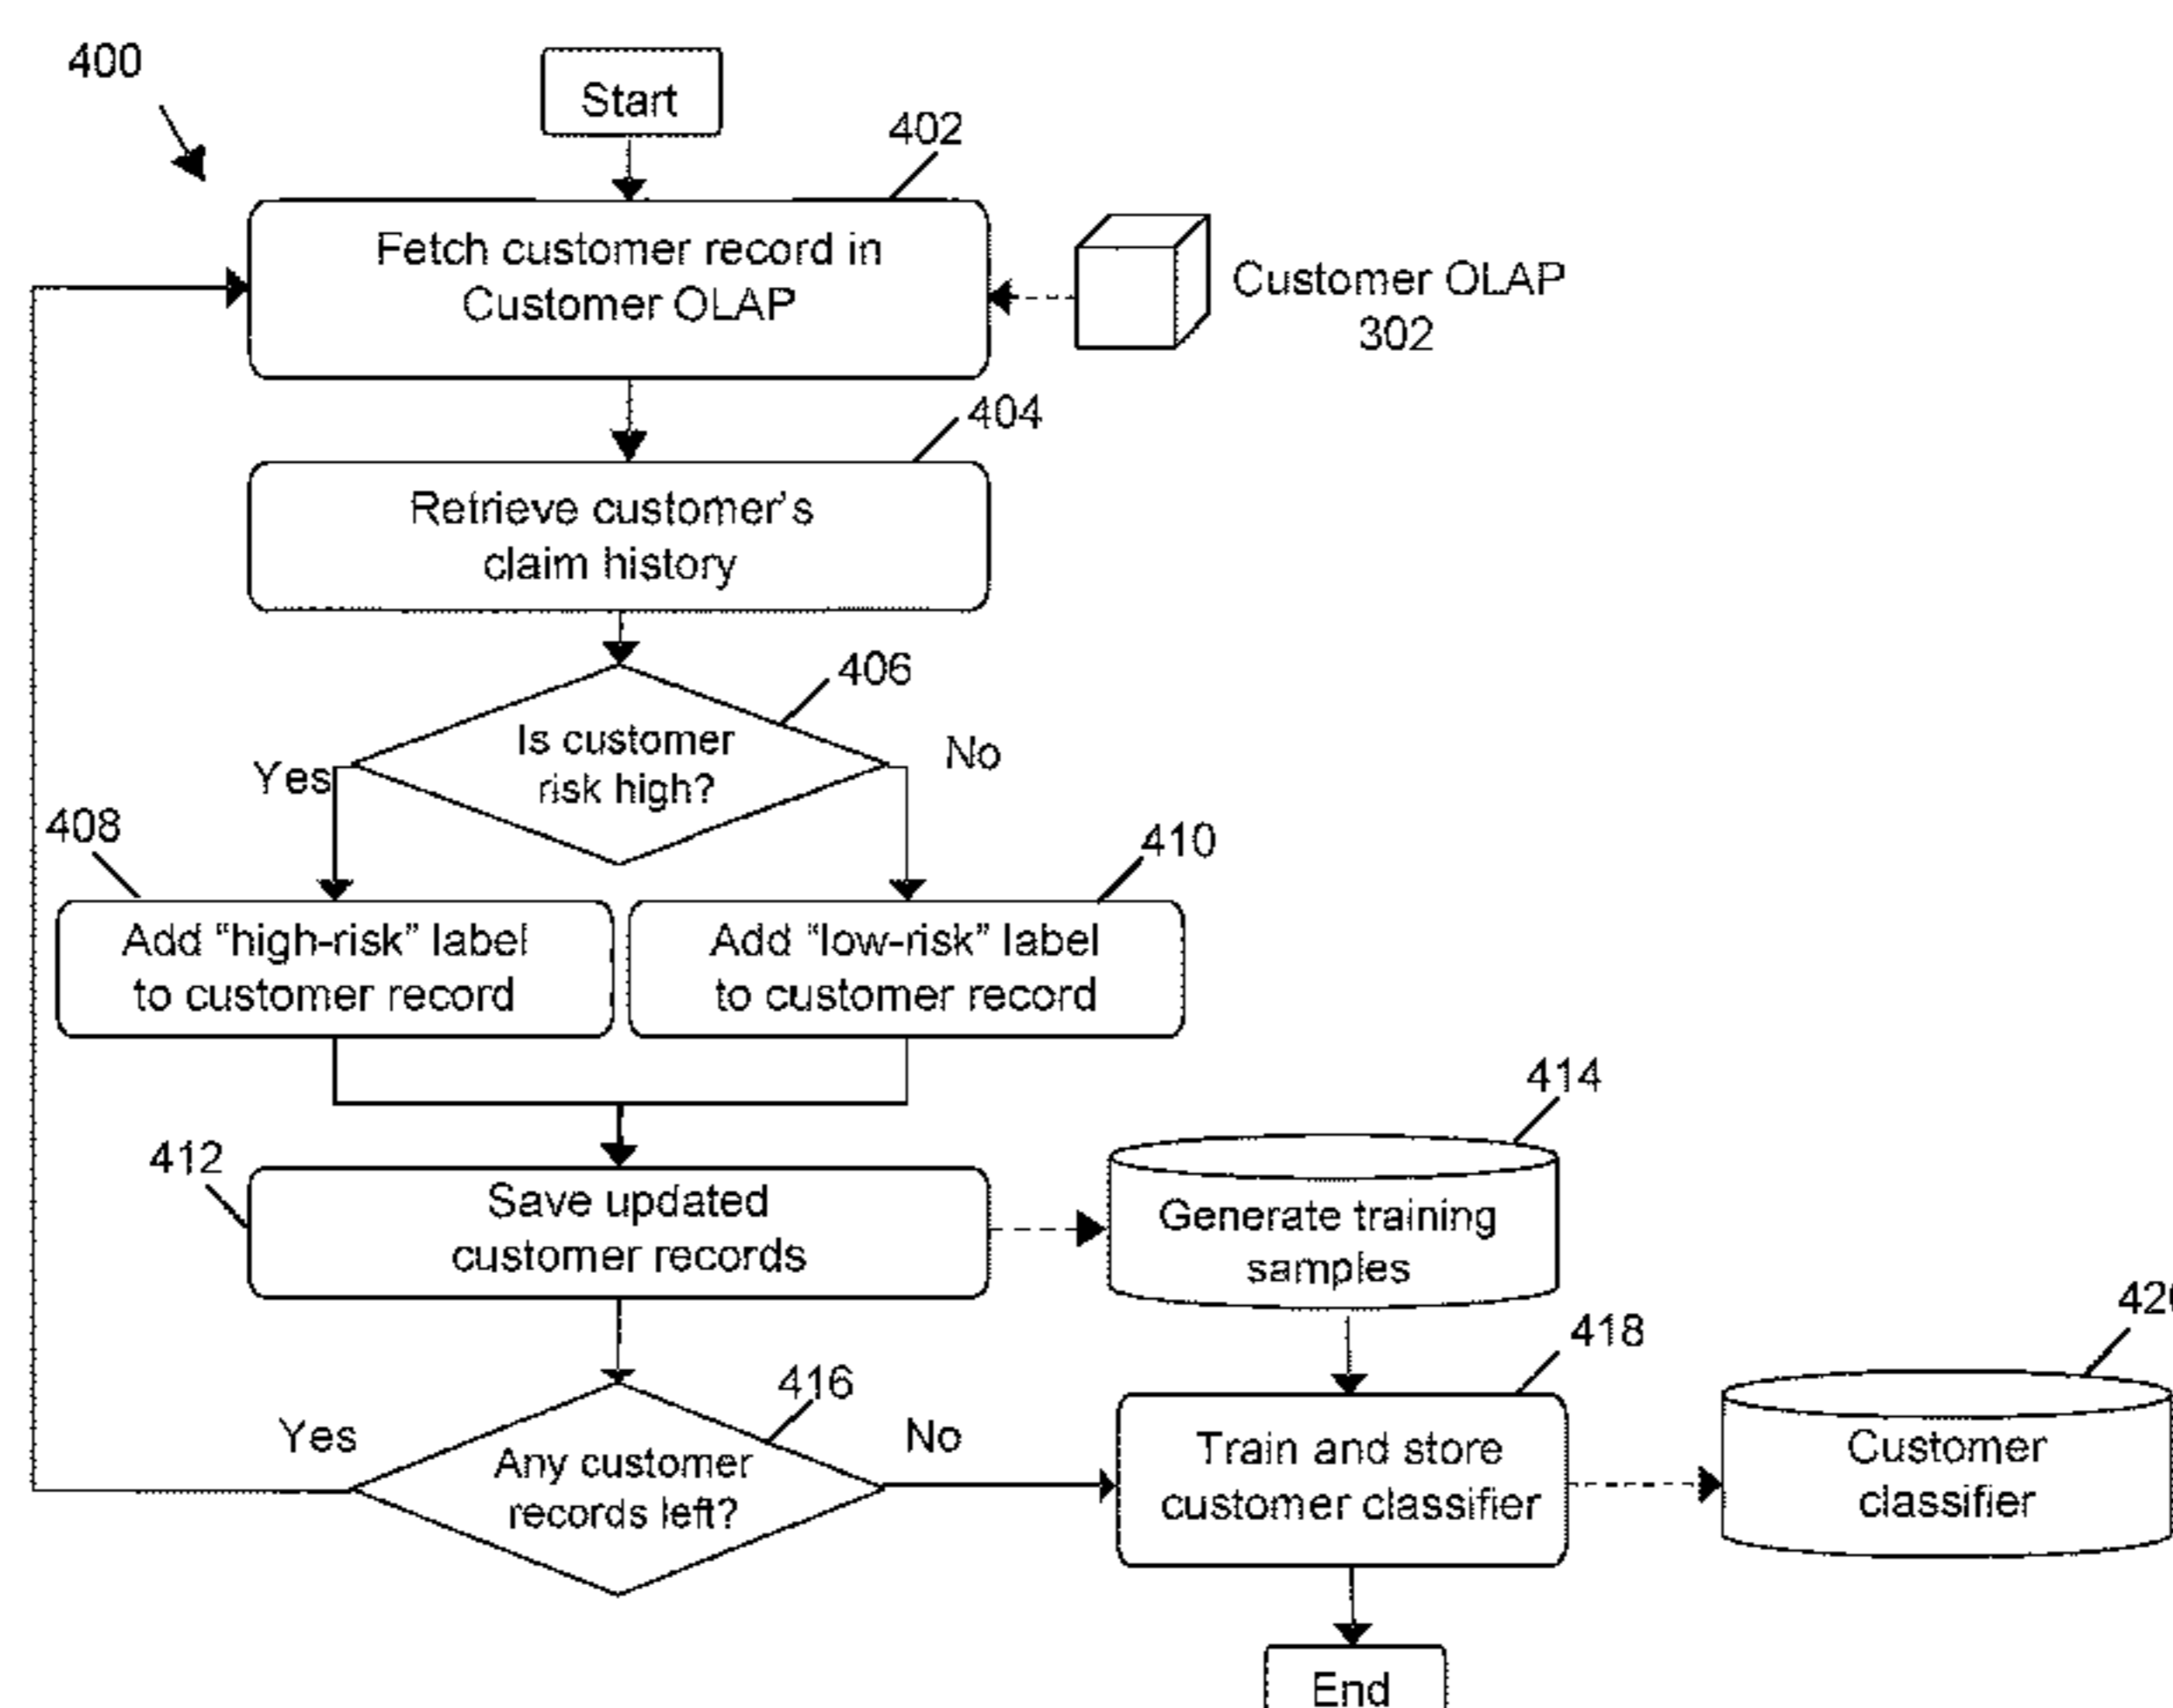 400
Start
402
Fetch customer record in
Customer OLAP
Customer OLAP
302
404
Retrieve customer's
claim history
406
Is customer
risk high?
Yes
No
408
410
Add “high-risk” label
to customer record
Add “low-risk” label
to customer record
412
Save updated
customer records
414
Generate training
samples
416
Any customer
records left?
Yes
No
418
Train and store
customer classifier
Customer
classifier
End